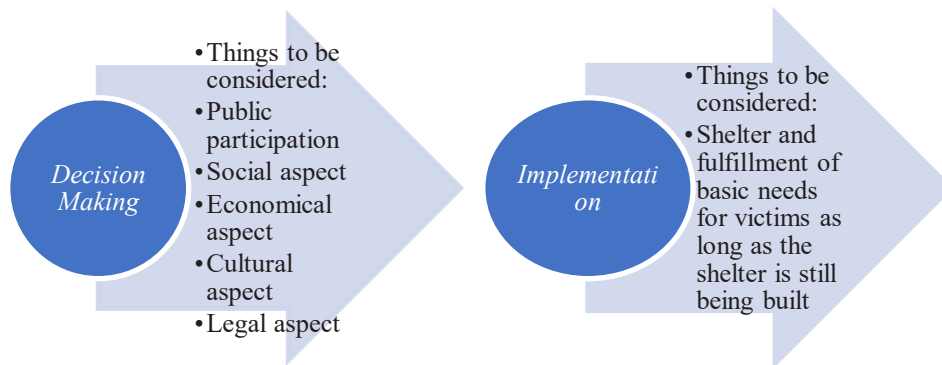 Decision
Making
•Things to be
considered:
•Public
participation
•Social aspect
•Economical
aspect
•Cultural
aspect
•Legal aspect
Implementati
on
•Things to be
considered:
•Shelter and
fulfillment of
basic needs
for victims as
long as the
shelter is still
being built